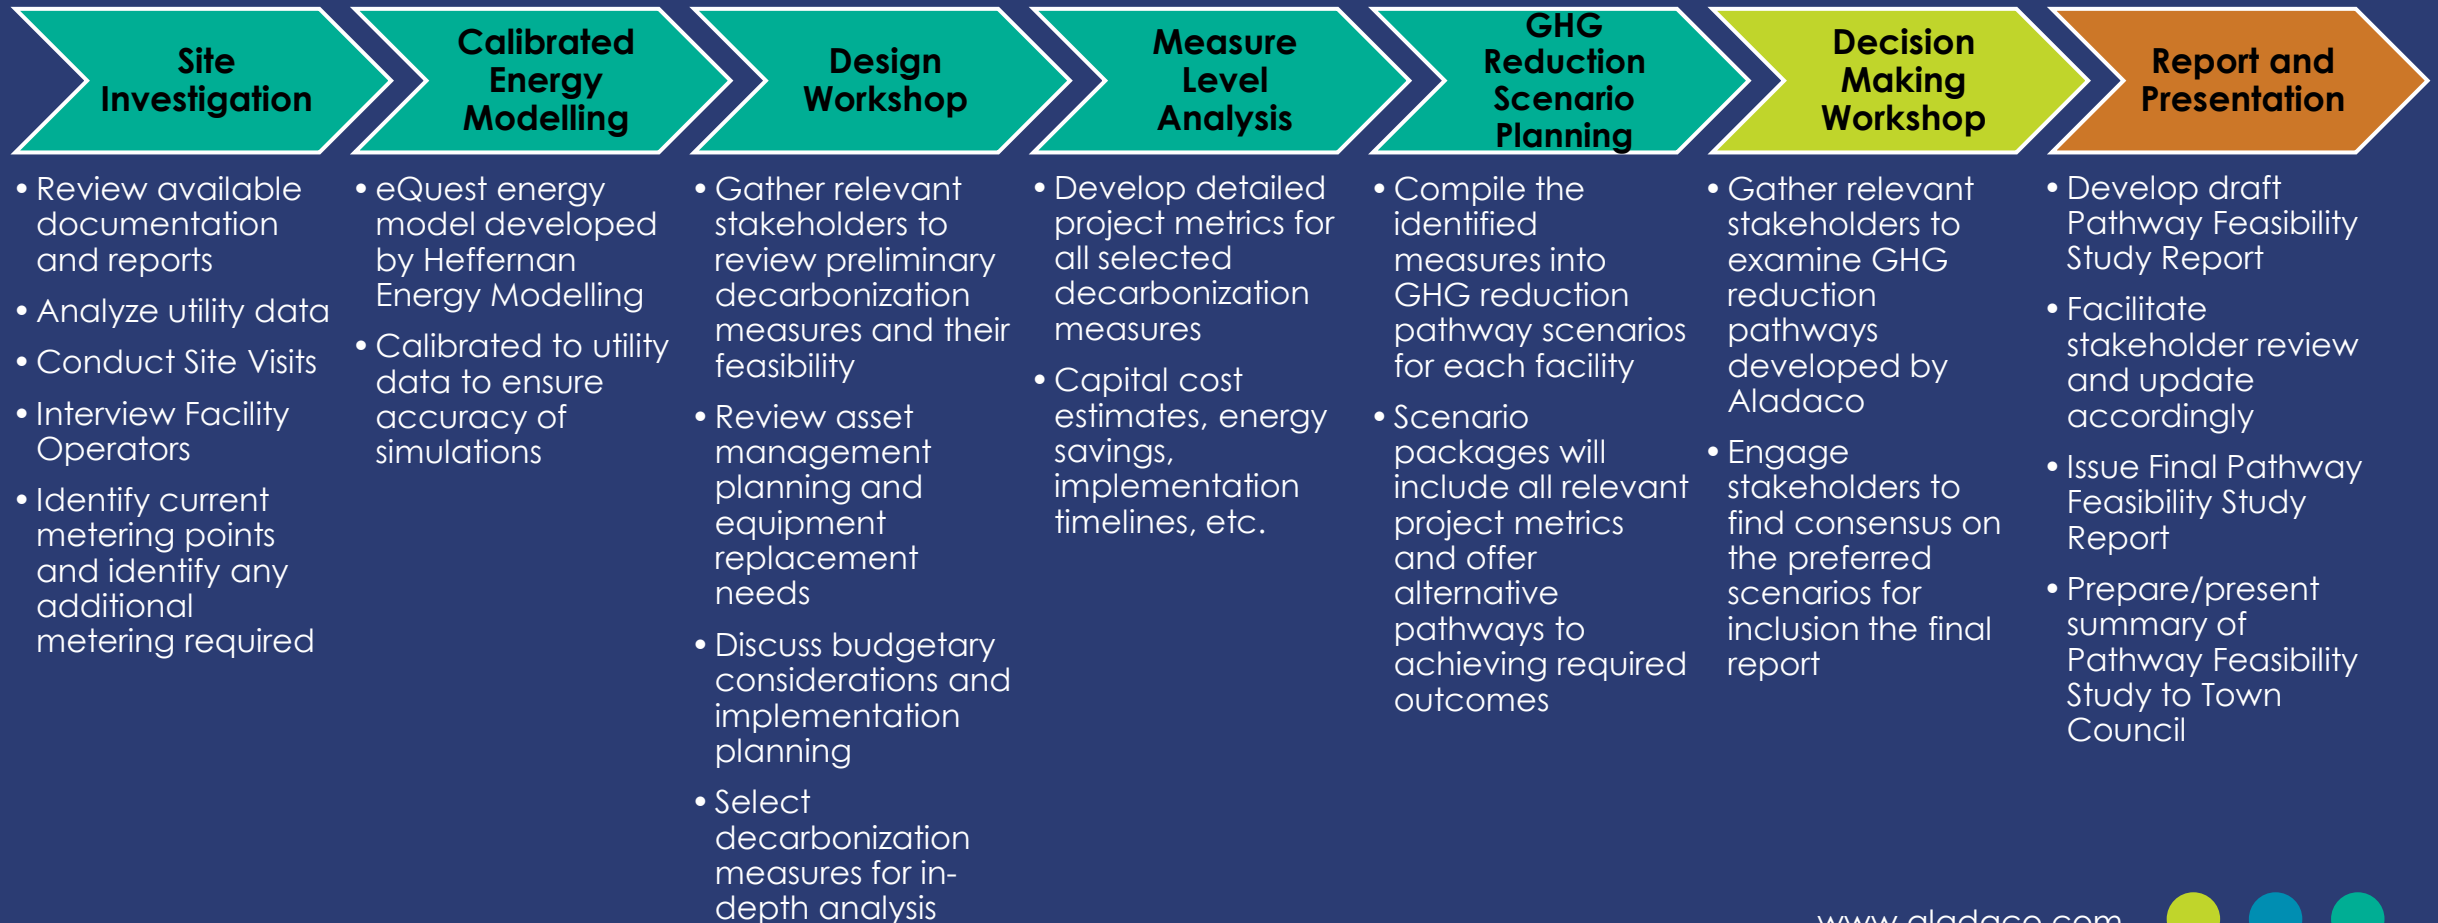 Site
Investigation
• Review available
documentation
and reports
• Analyze utility data
• Conduct Site Visits
• Interview Facility
Operators
• Identify current
metering points
and identify any
additional
metering required
Calibrated
Energy
Modelling
• eQuest energy
model developed
by Heffernan
Energy Modelling
• Calibrated to utility
data to ensure
accuracy of
simulations
Design
Workshop
• Gather relevant
stakeholders to
review preliminary
decarbonization
measures and their
feasibility
• Review asset
management
planning and
equipment
replacement
needs
• Discuss budgetary
considerations and
implementation
planning
• Select
decarbonization
measures for in-
depth analysis
Measure
Level
Analysis
• Develop detailed
project metrics for
all selected
decarbonization
measures
• Capital cost
estimates, energy
savings,
implementation
timelines, etc.
GHG
Reduction
Scenario
Planning
• Compile the
identified
measures into
GHG reduction
pathway scenarios
for each facility
• Scenario
packages will
include all relevant
project metrics
and offer
alternative
pathways to
achieving required
outcomes
Decision
Making
Workshop
• Gather relevant
stakeholders to
examine GHG
reduction
pathways
developed by
Aladaco
• Engage
stakeholders to
find consensus on
the preferred
scenarios for
inclusion the final
report
Report and
Presentation
• Develop draft
Pathway Feasibility
Study Report
• Facilitate
stakeholder review
and update
accordingly
• Issue Final Pathway
Feasibility Study
Report
• Prepare/present
summary of
Pathway Feasibility
Study to Town
Council
www.aladaco.com